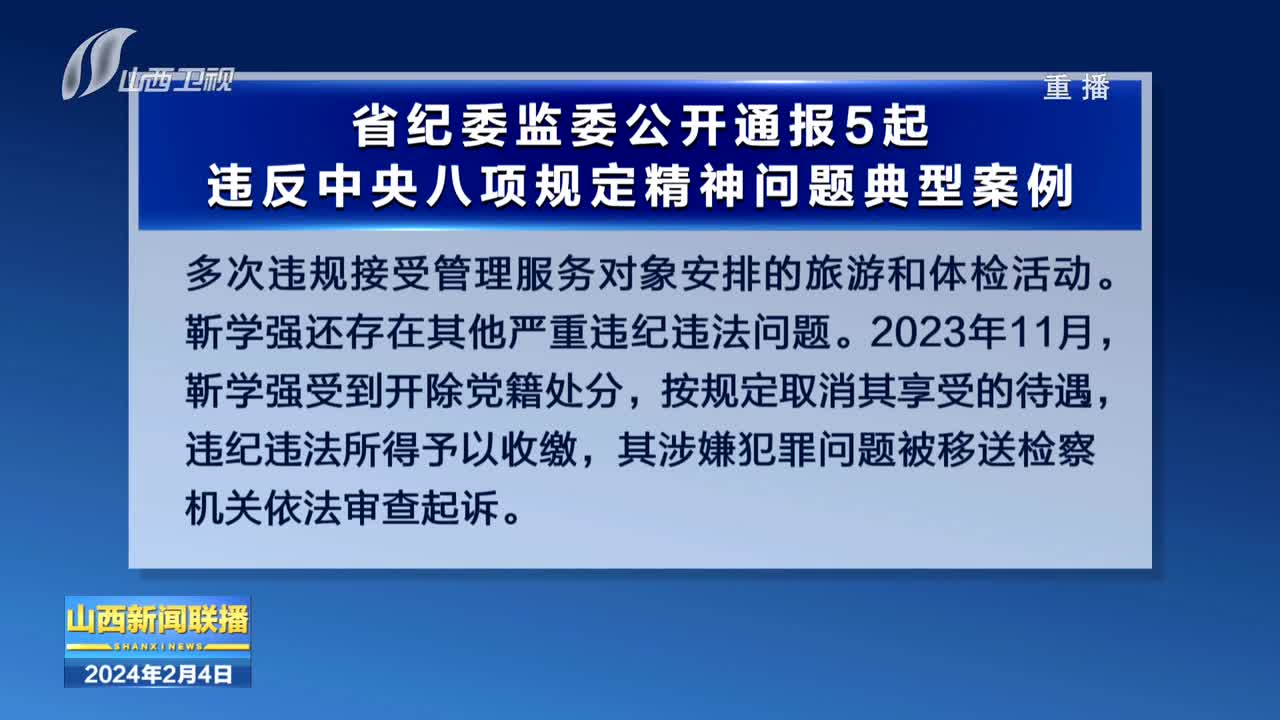 山西卫视
重播
省纪委监委公开通报5起
违反中央八项规定精神问题典型案例
多次违规接受管理服务对象安排的旅游和体检活动。
靳学强还存在其他严重违纪违法问题。2023年11月，
靳学强受到开除党籍处分，按规定取消其享受的待遇，
违纪违法所得予以收缴，其涉嫌犯罪问题被移送检察
机关依法审查起诉。
山西新闻联播
SHANXI NEWS
2024年2月4日